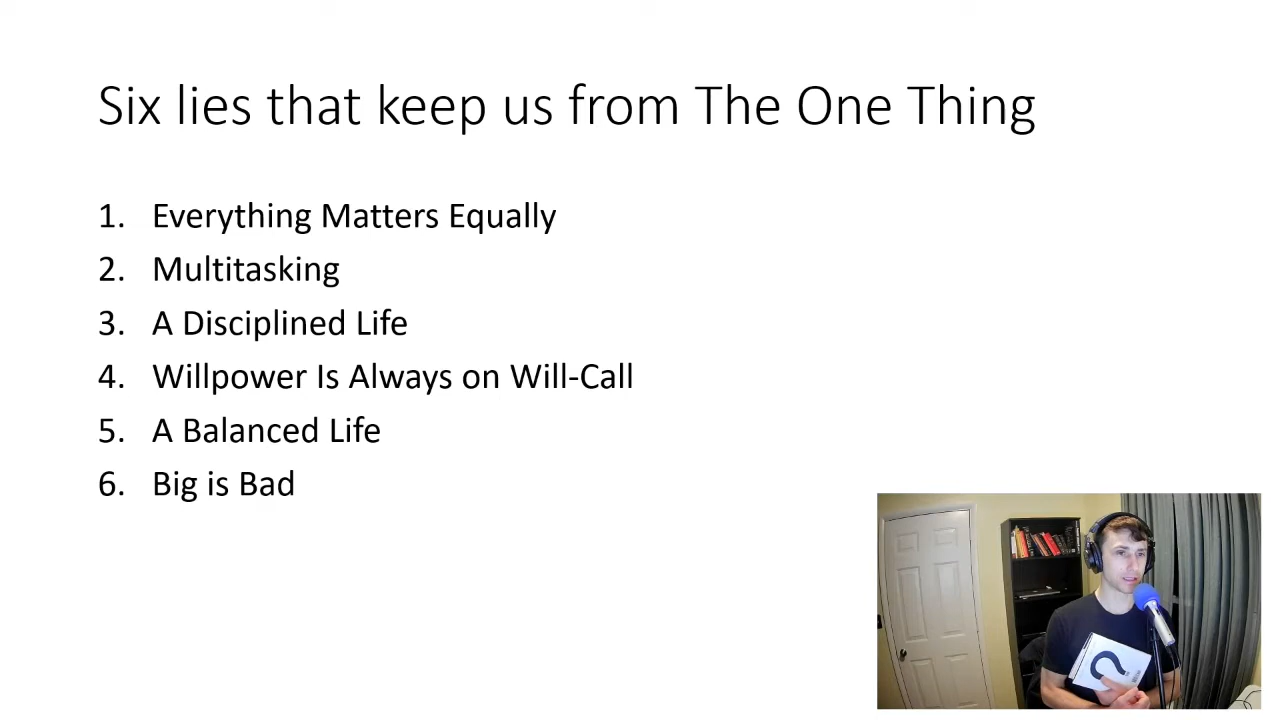 Six lies that keep us from The One Thing
1. Everything Matters Equally
2. Multitasking
3. A Disciplined Life
4. Willpower Is Always on Will-Call
5. A Balanced Life
6. Big is Bad
?